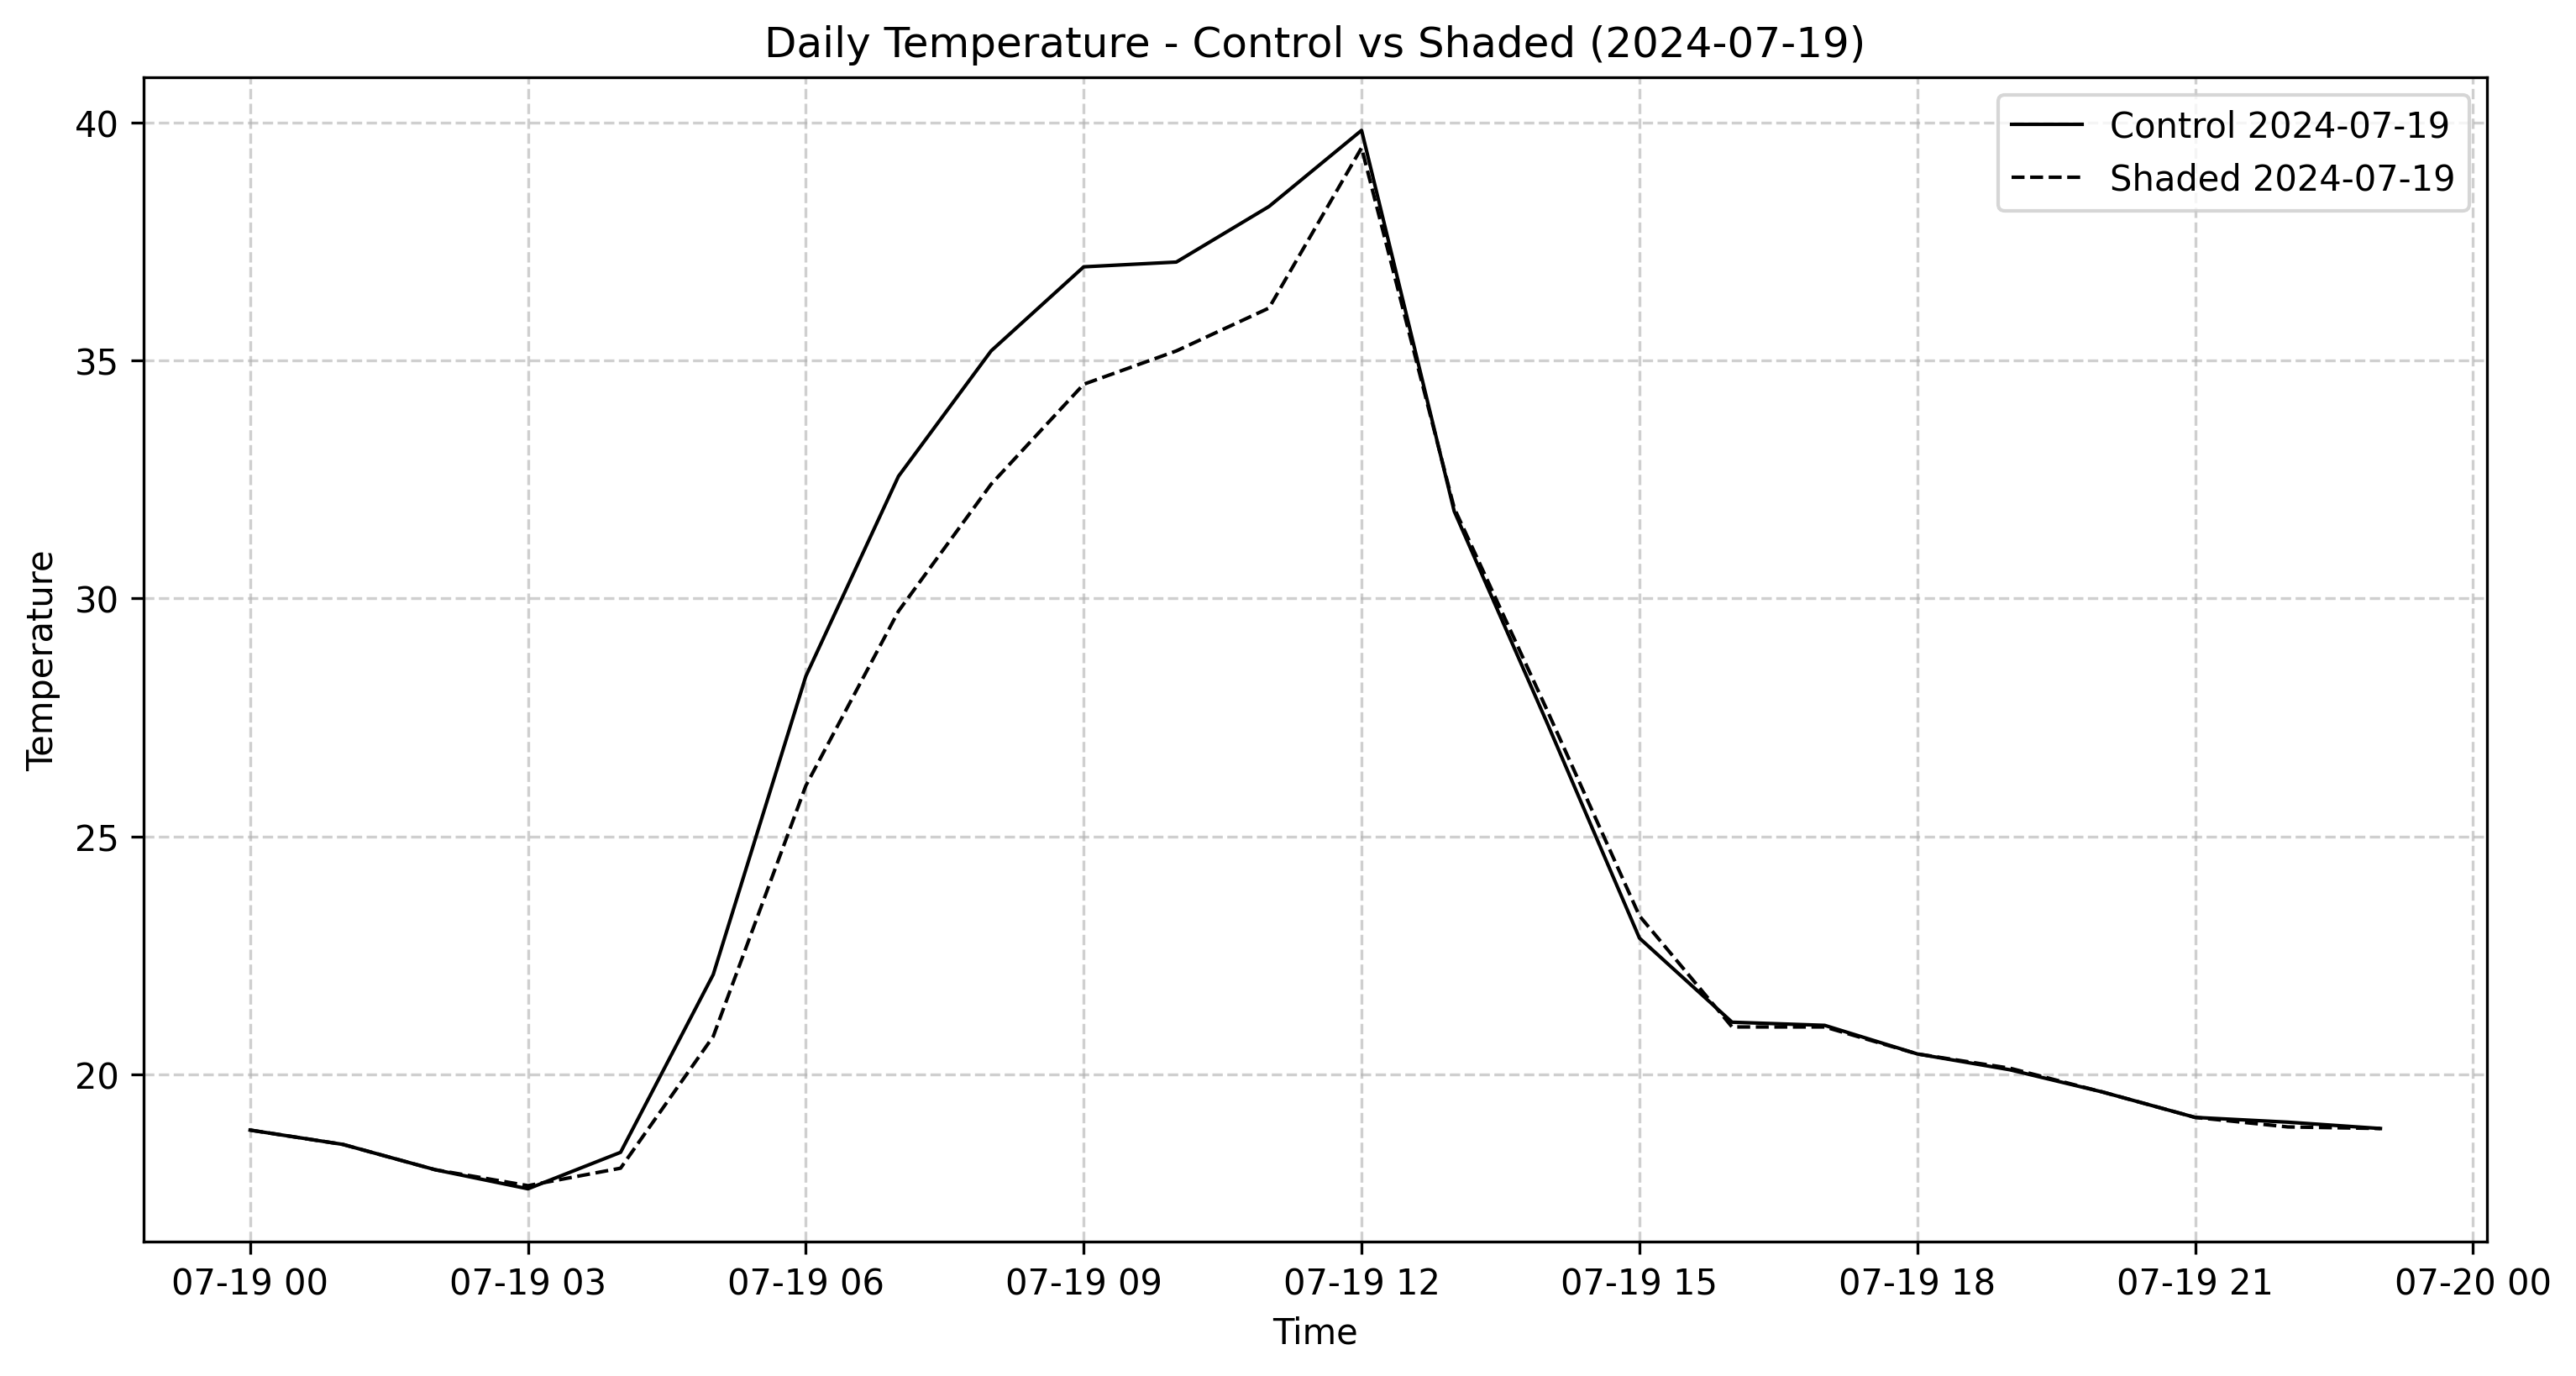 Daily Temperature - Control vs Shaded (2024-07-19)
Control 2024-07-19
Shaded 2024-07-19
Temperature
40
35
30
25
20
07-19 00 07-19 03 07-19 06 07-19 09 07-19 12 07-19 15 07-19 18 07-19 21 07-20 00
Time